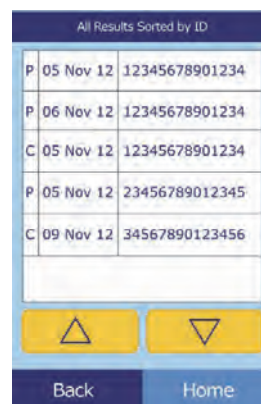 All Results Sorted by ID
P 05 Nov 12 12345678901234
P 06 Nov 12 12345678901234
C 05 Nov 12 12345678901234
P 05 Nov 12 23456789012345
C 09 Nov 12 34567890123456
Back Home